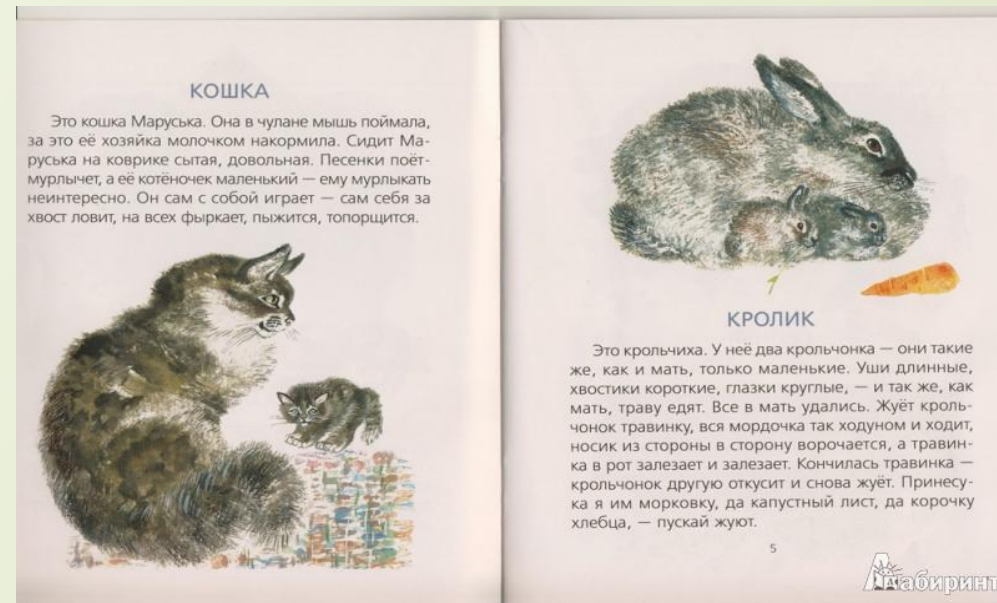 КОШКА
Это кошка Маруська. Она в чулане мышь поймала,
за это её хозяйка молочком накормила. Сидит Ма-
руська на коврике сытая, довольная. Песенки поёт-
мурлычет, а её котёночек маленький — ему мурлыкать
неинтересно. Он сам с собой играет — сам себя за
хвост ловит, на всех фыркает, пыжится, топорщится.
КРОЛИК
Это крольчиха. У неё два крольчонка — они такие
же, как и мать, только маленькие. Уши длинные,
хвостики короткие, глазки круглые, — и так же, как
мать, траву едят. Все в мать удались. Жуёт кроль-
чонок травинку, вся мордочка так ходуном и ходит,
носик из стороны в сторону ворочается, а травин-
ка в рот залезает и залезает. Кончилась травинка —
крольчонок другую откусит и снова жуёт. Принесу-
ка я им морковку, да капустный лист, да корочку
хлебца, — пускай жуют.
5
Лабиринт